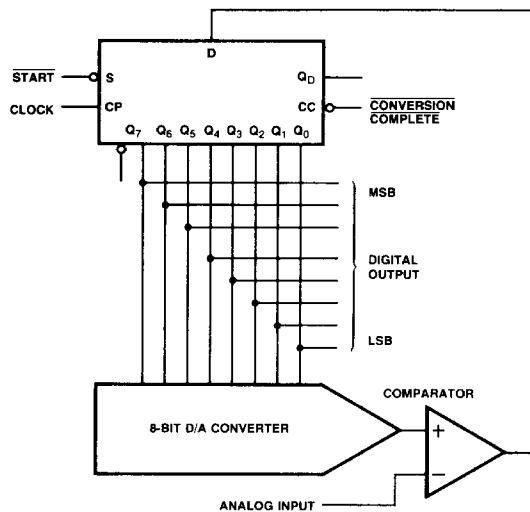 D
START S QD
CLOCK CP CC CONVERSION
COMPLETE
Q7 Q6 Q5 Q4 Q3 Q2 Q1 Q0
MSB
DIGITAL
OUTPUT
LSB
COMPARATOR
8-BIT D/A CONVERTER
+
−
ANALOG INPUT